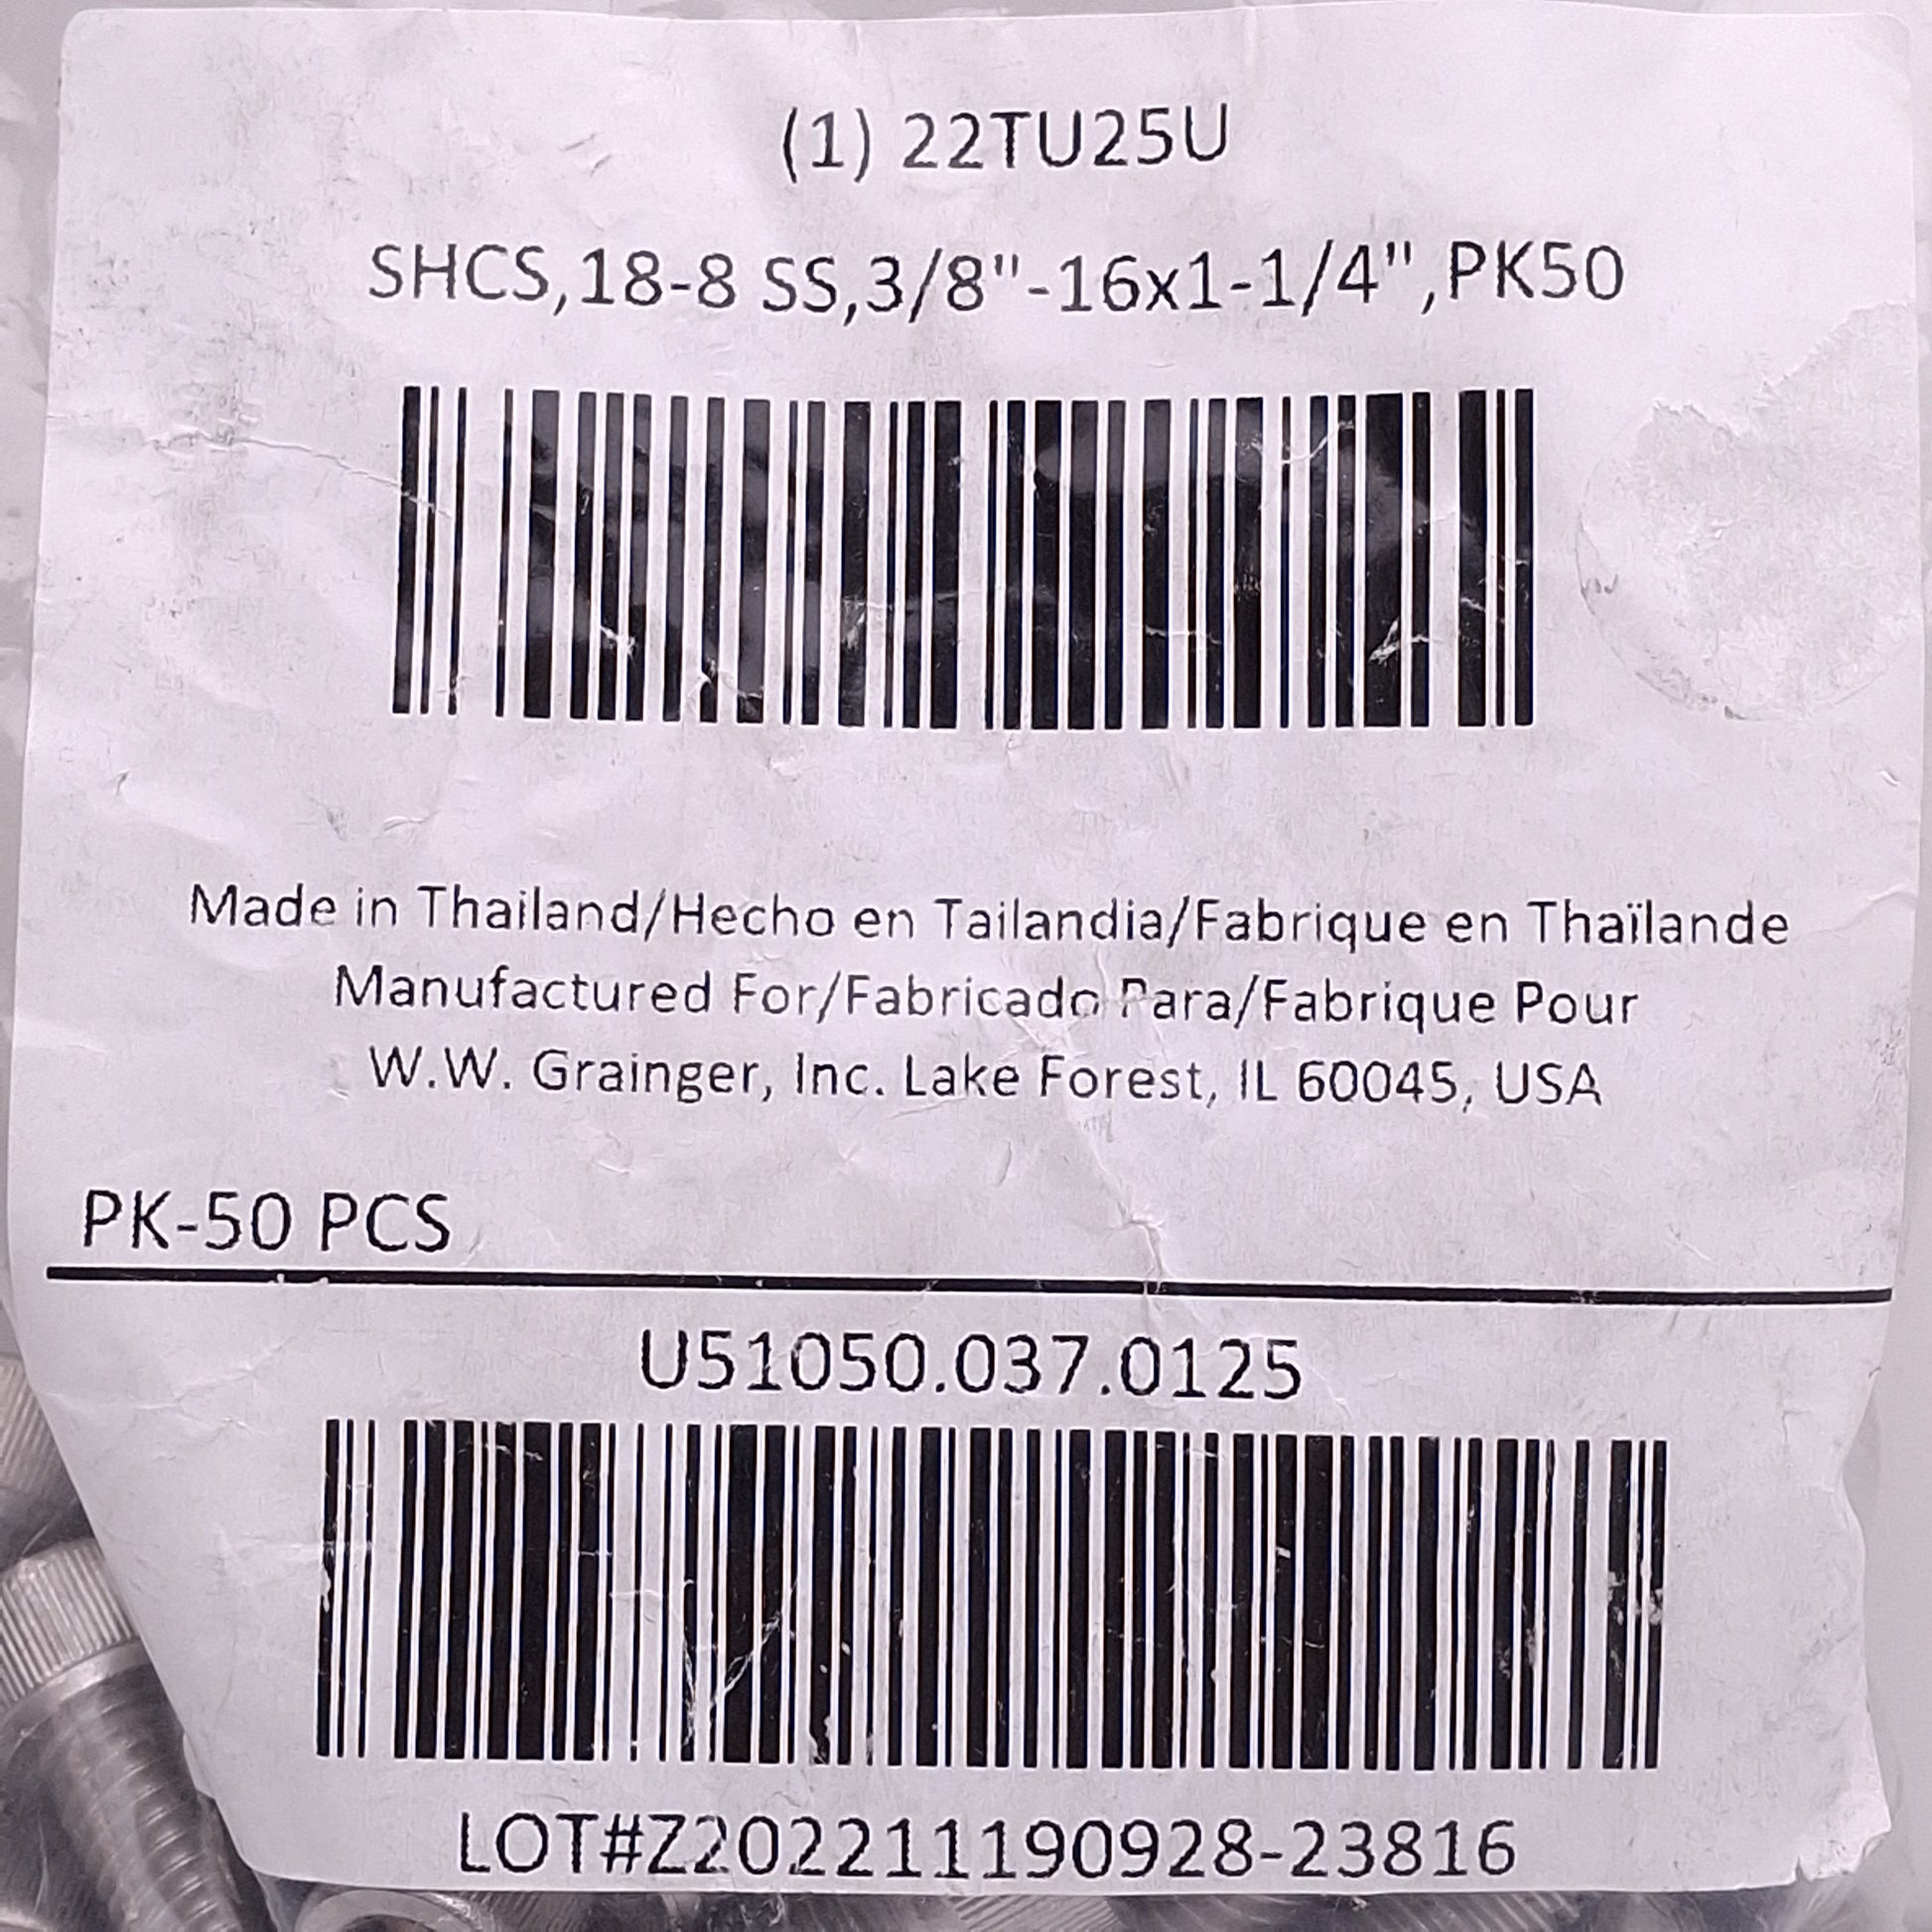 (1) 22TU25U
SHCS,18-8 SS,3/8"-16x1-1/4",PK50
Made in Thailand/Hecho en Tailandia/Fabrique en Thaïlande
Manufactured For/Fabricado Para/Fabrique Pour
W.W. Grainger, Inc. Lake Forest, IL 60045, USA
PK-50 PCS
U51050.037.0125
LOT#Z202211190928-23816